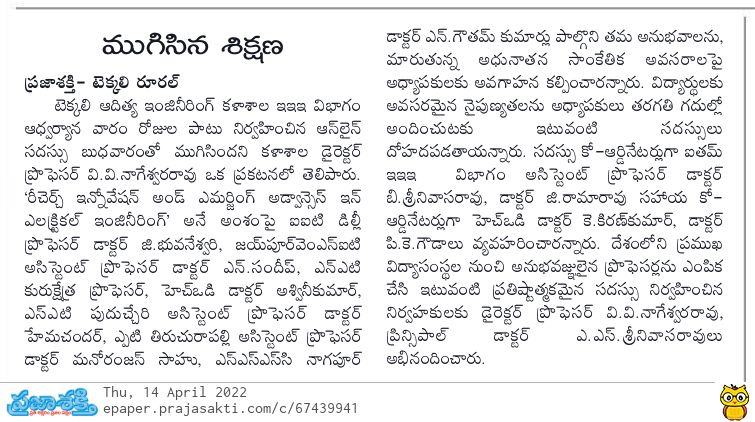 ముగిసిన శిక్షణ
ప్రజాశక్తి- టెక్కలి రూరల్
టెక్కలి ఆదిత్య ఇంజినీరింగ్ కళాశాల ఇఇఇ విభాగం
ఆధ్వర్యాన వారం రోజుల పాటు నిర్వహించిన ఆన్‌లైన్
సదస్సు బుధవారంతో ముగిసిందని కళాశాల డైరెక్టర్
ప్రొఫెసర్ వి.వి.నాగేశ్వరరావు ఒక ప్రకటనలో తెలిపారు.
'రీచెర్చ్ ఇన్నోవేషన్ అండ్ ఎమర్జింగ్ అడ్వాన్సెస్ ఇన్
ఎలక్ట్రికల్ ఇంజినీరింగ్' అనే అంశంపై ఐఐటి డిల్లీ
ప్రొఫెసర్ డాక్టర్ జి.భువనేశ్వరి, జయ్‌పూర్‌వెంఎస్ఐటి
అసిస్టెంట్ ప్రొఫెసర్ డాక్టర్ ఎన్.సందీప్, ఎన్ఎటి
కురుక్షేత్ర ప్రొఫెసర్, హెచ్ఒడి డాక్టర్ అశ్వినీకుమార్,
ఎన్ఎటి పుదుచ్చేరి అసిస్టెంట్ ప్రొఫెసర్ డాక్టర్
హేమచందర్, ఎన్పటి తిరుచురాపల్లి అసిస్టెంట్ ప్రొఫెసర్
డాక్టర్ మనోరంజస్ సాహు, ఎస్ఎస్ఎస్‌సి నాగపూర్
డాక్టర్ ఎన్.గౌతమ్ కుమార్లు పాల్గొని తమ అనుభవాలను,
మారుతున్న అధునాతన సాంకేతిక అవసరాలపై
అధ్యాపకులకు అవగాహన కల్పించారన్నారు. విద్యార్థులకు
అవసరమైన నైపుణ్యతలను అధ్యాపకులు తరగతి గదుల్లో
అందించుటకు ఇటువంటి సదస్సులు
దోహదపడతాయన్నారు. సదస్సు కో-ఆర్డినేటర్లుగా ఐతమ్
ఇఇఇ విభాగం అసిస్టెంట్ ప్రొఫెసర్ డాక్టర్
బి.శ్రీనివాసరావు, డాక్టర్ జి.రామారావు సహాయ కో-
ఆర్డినేటర్లుగా హెచ్ఒడి డాక్టర్ కె.కిరణ్‌కుమార్, డాక్టర్
పి.కె.గౌడాలు వ్యవహరించారన్నారు. దేశంలోని ప్రముఖ
విద్యాసంస్థల నుంచి అనుభవజ్ఞులైన ప్రొఫెసర్లను ఎంపిక
చేసి ఇటువంటి ప్రతిష్టాత్మకమైన సదస్సు నిర్వహించిన
నిర్వహకులకు డైరెక్టర్ ప్రొఫెసర్ వి.వి.నాగేశ్వరరావు,
ప్రిన్సిపాల్ డాక్టర్ ఎ.ఎస్.శ్రీనివాసరావులు
అభినందించారు.
ప్రజాశక్తి
Thu, 14 April 2022
epaper.prajasakti.com/c/67439941